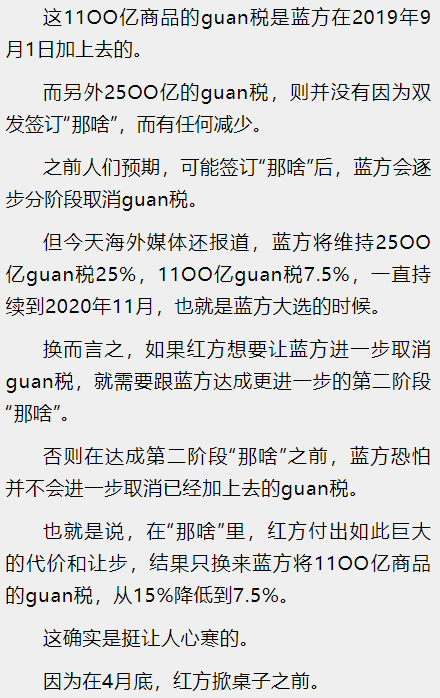 这11OO亿商品的guan税是蓝方在2019年9
月1日加上去的。
而另外25OO亿的guan税，则并没有因为双
发签订“那啥”，而有任何减少。
之前人们预期，可能签订“那啥”后，蓝方会逐
步分阶段取消guan税。
但今天海外媒体还报道，蓝方将维持25OO
亿guan税25%，11OO亿guan税7.5%，一直持
续到2020年11月，也就是蓝方大选的时候。
换而言之，如果红方想要让蓝方进一步取消
guan税，就需要跟蓝方达成更进一步的第二阶段
“那啥”。
否则在达成第二阶段“那啥”之前，蓝方恐怕
并不会进一步取消已经加上去的guan税。
也就是说，在“那啥”里，红方付出如此巨大
的代价和让步，结果只换来蓝方将11OO亿商品
的guan税，从15%降低到7.5%。
这确实是挺让人心寒的。
因为在4月底，红方掀桌子之前。